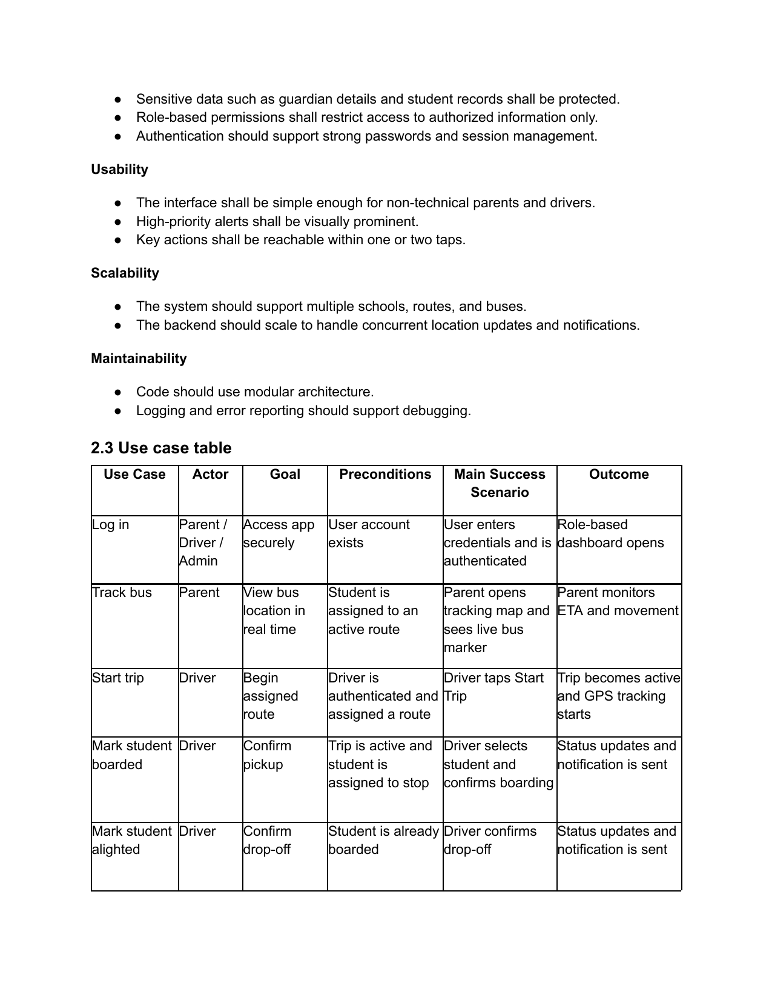 ● Sensitive data such as guardian details and student records shall be protected.
● Role-based permissions shall restrict access to authorized information only.
● Authentication should support strong passwords and session management.
Usability
● The interface shall be simple enough for non-technical parents and drivers.
● High-priority alerts shall be visually prominent.
● Key actions shall be reachable within one or two taps.
Scalability
● The system should support multiple schools, routes, and buses.
● The backend should scale to handle concurrent location updates and notifications.
Maintainability
● Code should use modular architecture.
● Logging and error reporting should support debugging.
2.3 Use case table
Use Case
Actor
Goal
Preconditions
Main Success
Scenario
Outcome
Log in
Parent /
Driver /
Admin
Access app
securely
User account
exists
User enters
credentials and is
authenticated
Role-based
dashboard opens
Track bus
Parent
View bus
location in
real time
Student is
assigned to an
active route
Parent opens
tracking map and
sees live bus
marker
Parent monitors
ETA and movement
Start trip
Driver
Begin
assigned
route
Driver is
authenticated and
assigned a route
Driver taps Start
Trip
Trip becomes active
and GPS tracking
starts
Mark student
boarded
Driver
Confirm
pickup
Trip is active and
student is
assigned to stop
Driver selects
student and
confirms boarding
Status updates and
notification is sent
Mark student
alighted
Driver
Confirm
drop-off
Student is already
boarded
Driver confirms
drop-off
Status updates and
notification is sent